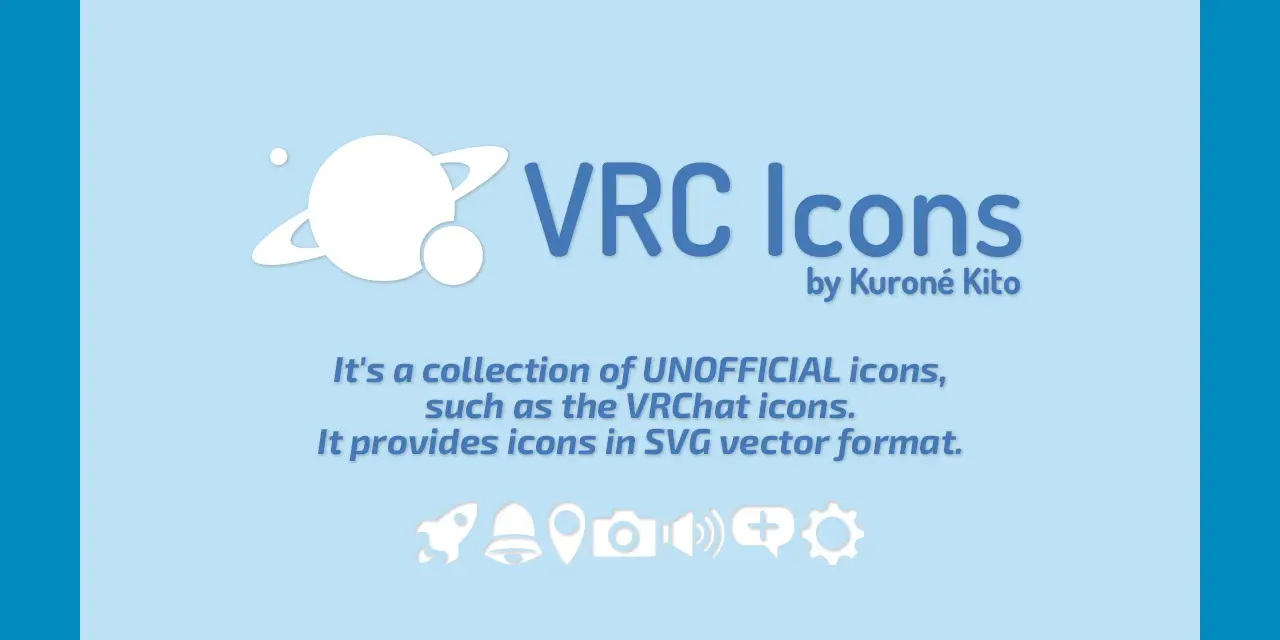 VRC Icons
by Kuroné Kito
It's a collection of UNOFFICIAL icons,
such as the VRChat icons.
It provides icons in SVG vector format.